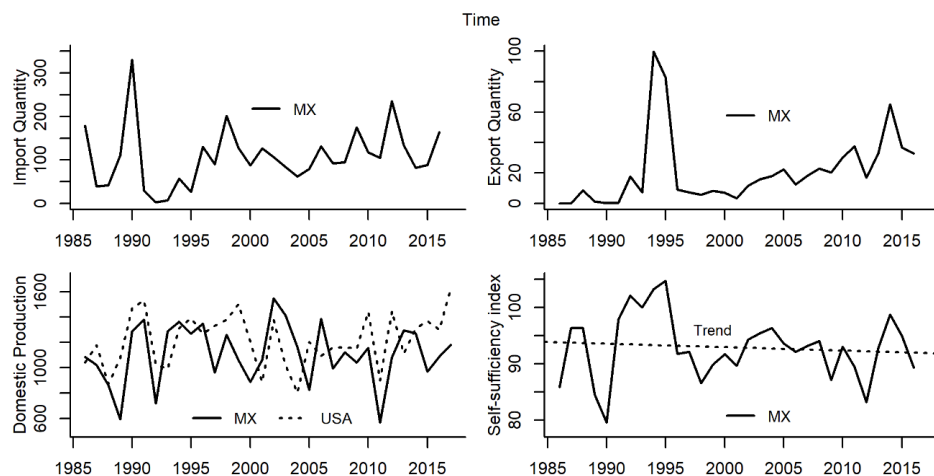 Time
Import Quantity
0 100 200 300
MX
1985 1990 1995 2000 2005 2010 2015
Export Quantity
0 20 60 100
MX
1985 1990 1995 2000 2005 2010 2015
Domestic Production
600 1000 1600
MX USA
1985 1990 1995 2000 2005 2010 2015
Self-sufficiency index
80 90 100
Trend
MX
1985 1990 1995 2000 2005 2010 2015